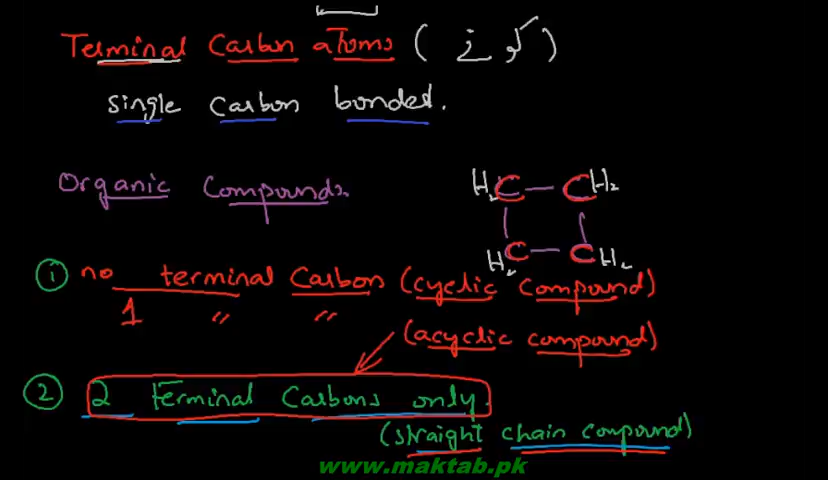 Terminal Carbon atoms
single carbon bonded.
Organic Compounds.
H₂C — CH₂
H₂C — CH₂
① no terminal Carbon (cyclic compound)
1 " "
(acyclic compound)
② 2 terminal Carbons only.
(straight chain compound)
www.maktab.pk